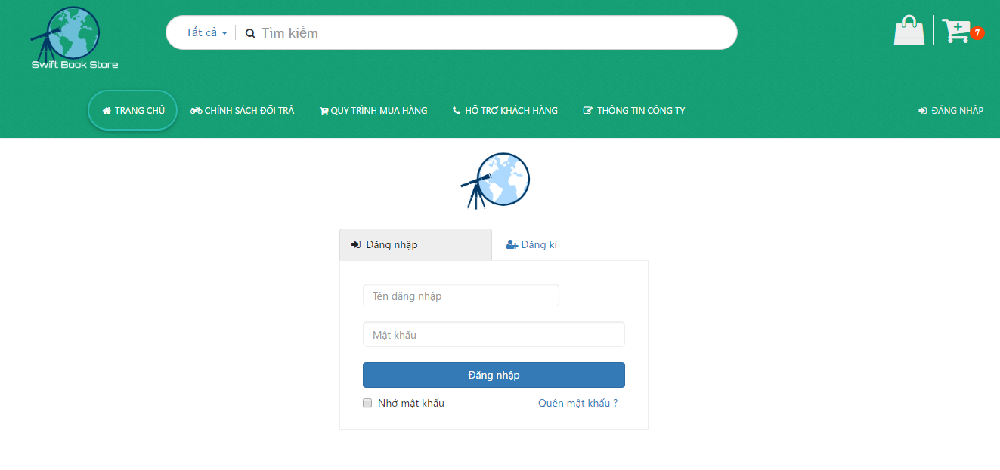 Swift Book Store
Tất cả
Tìm kiếm
7
TRANG CHỦ
CHÍNH SÁCH ĐỔI TRẢ
QUY TRÌNH MUA HÀNG
HỖ TRỢ KHÁCH HÀNG
THÔNG TIN CÔNG TY
ĐĂNG NHẬP
Đăng nhập
Đăng kí
Tên đăng nhập
Mật khẩu
Đăng nhập
Nhớ mật khẩu
Quên mật khẩu ?